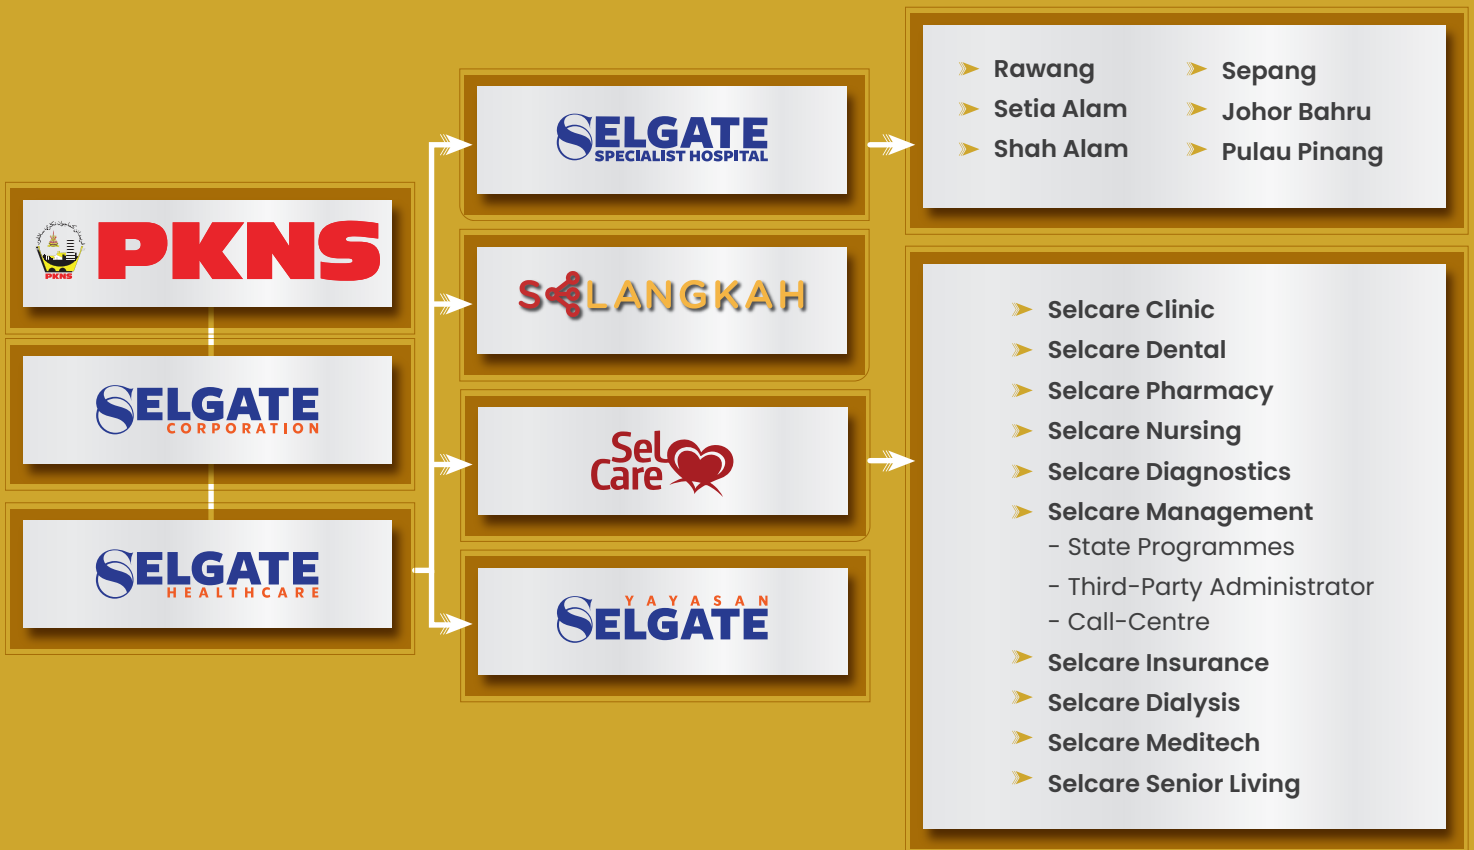 PKNS
PKNS
SELGATE
CORPORATION
SELGATE
HEALTHCARE
SELGATE
SPECIALIST HOSPITAL
SELANGKAH
Sel
Care
YAYASAN
SELGATE
Rawang
Setia Alam
Shah Alam
Sepang
Johor Bahru
Pulau Pinang
Selcare Clinic
Selcare Dental
Selcare Pharmacy
Selcare Nursing
Selcare Diagnostics
Selcare Management
- State Programmes
- Third-Party Administrator
- Call-Centre
Selcare Insurance
Selcare Dialysis
Selcare Meditech
Selcare Senior Living